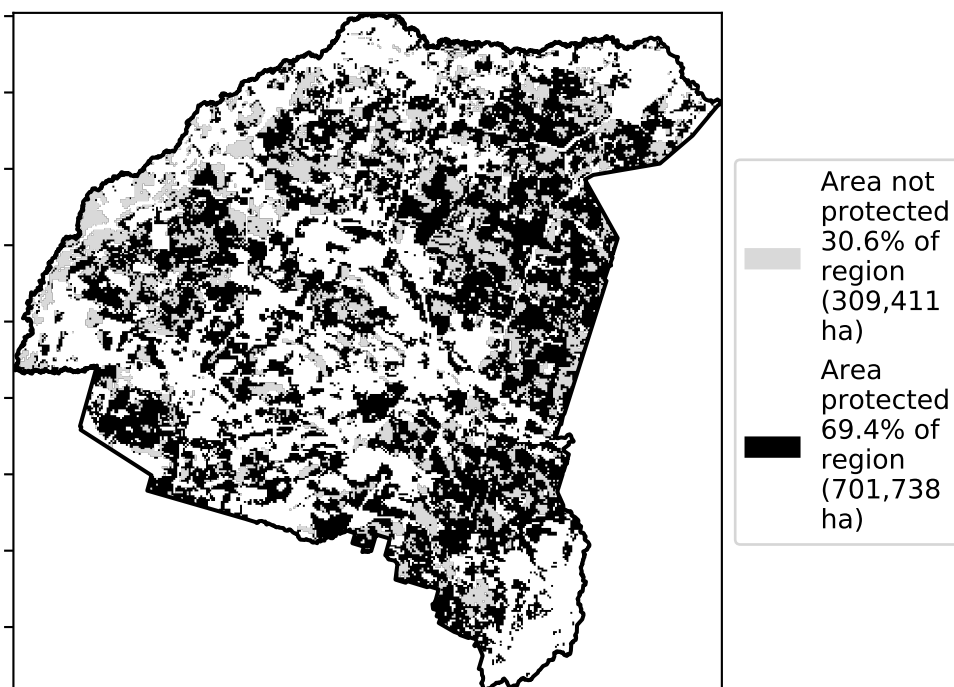 Area not
protected
30.6% of
region
(309,411
ha)
Area
protected
69.4% of
region
(701,738
ha)